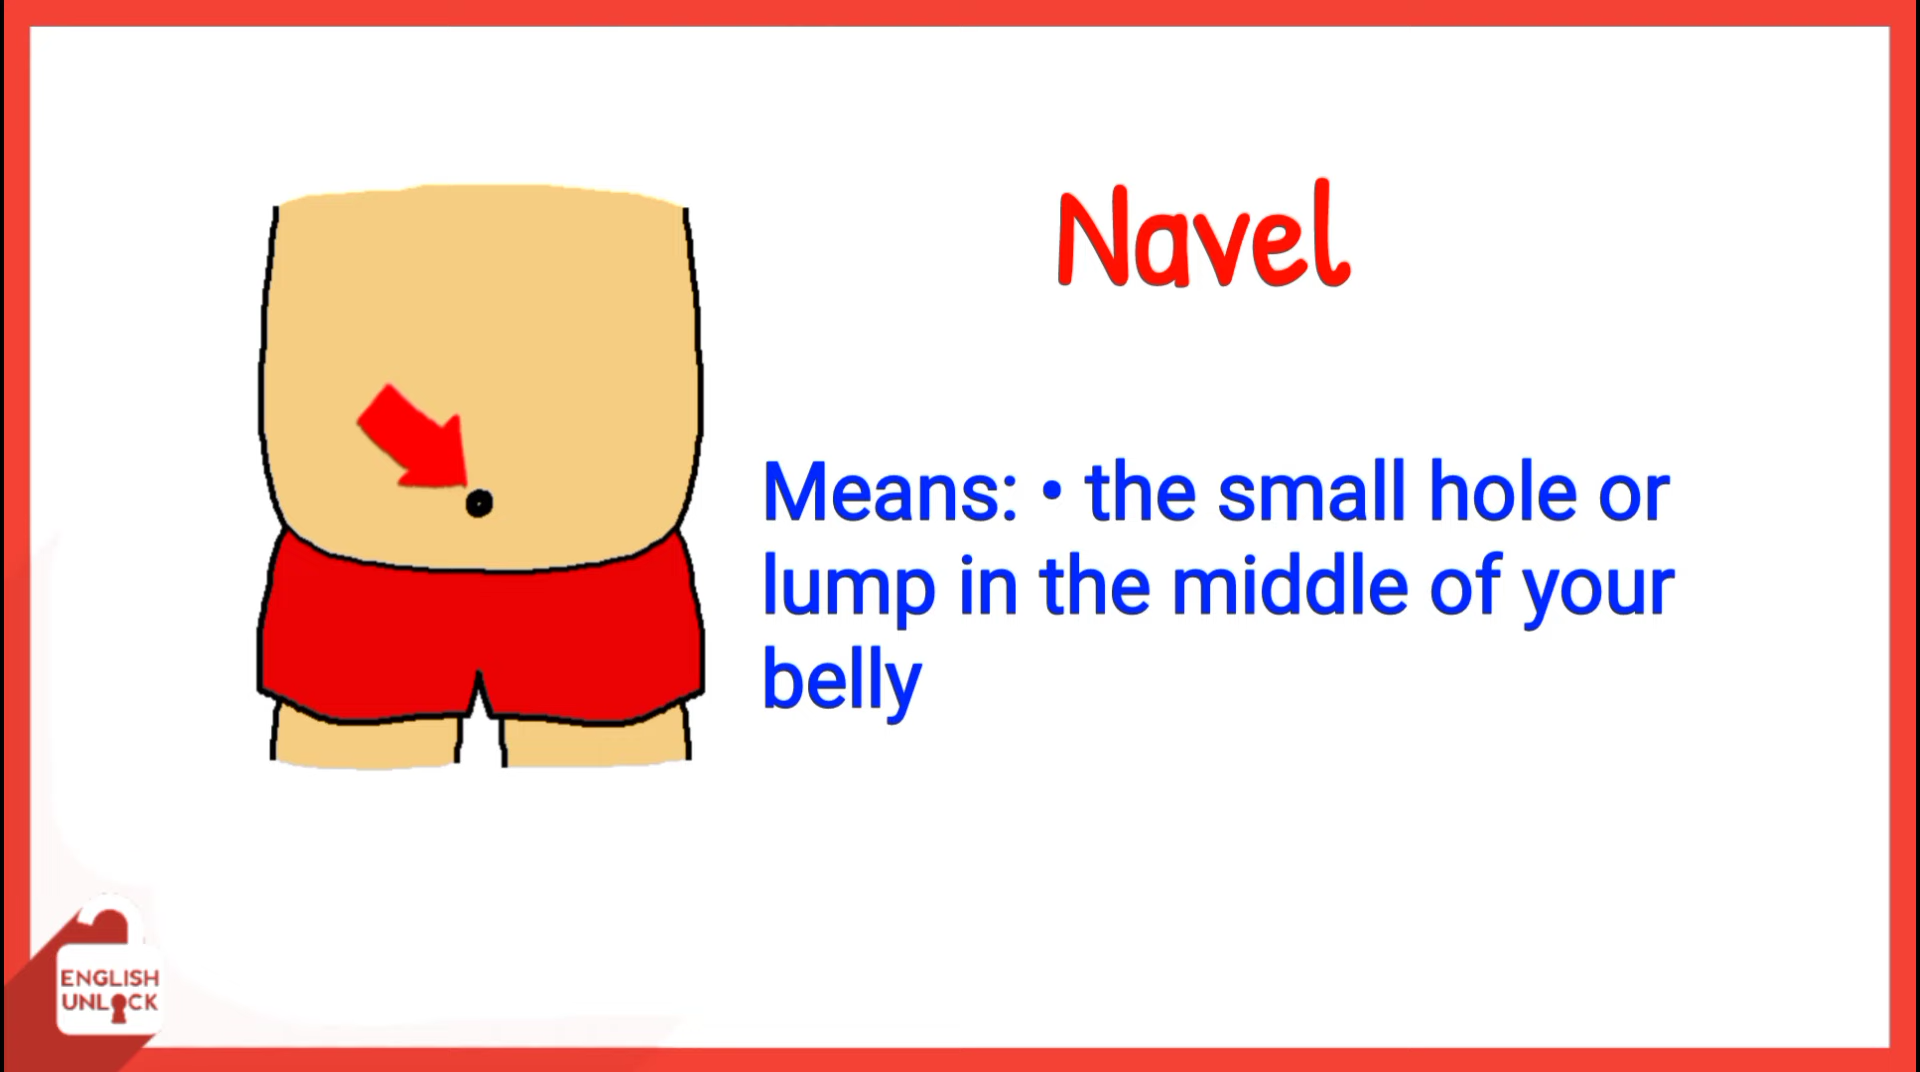 Navel
Means: • the small hole or
lump in the middle of your
belly
ENGLISH
UNLOCK